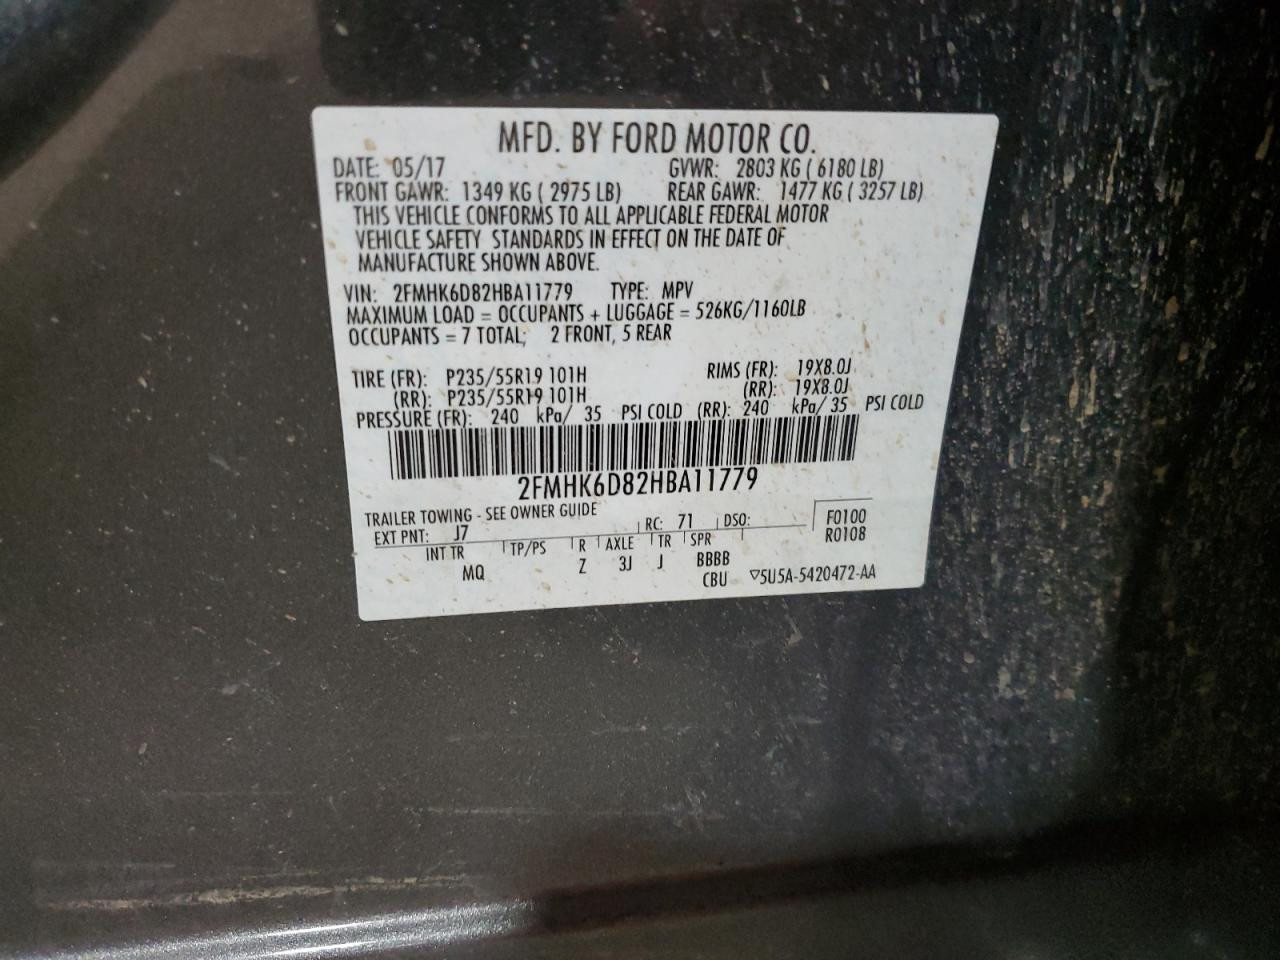 MFD. BY FORD MOTOR CO.
DATE: 05/17 GVWR: 2803 KG ( 6180 LB)
FRONT GAWR: 1349 KG ( 2975 LB) REAR GAWR: 1477 KG ( 3257 LB)
THIS VEHICLE CONFORMS TO ALL APPLICABLE FEDERAL MOTOR
VEHICLE SAFETY STANDARDS IN EFFECT ON THE DATE OF
MANUFACTURE SHOWN ABOVE.
VIN: 2FMHK6D82HBA11779 TYPE: MPV
MAXIMUM LOAD = OCCUPANTS + LUGGAGE = 526KG/1160LB
OCCUPANTS = 7 TOTAL; 2 FRONT, 5 REAR
TIRE (FR): P235/55R19 101H RIMS (FR): 19X8.0J
(RR): P235/55R19 101H (RR): 19X8.0J
PRESSURE (FR): 240 kPa/ 35 PSI COLD (RR): 240 kPa/ 35 PSI COLD
2FMHK6D82HBA11779
TRAILER TOWING - SEE OWNER GUIDE
EXT PNT: J7 RC: 71 DSO: F0100
R0108
INT TR TP/PS R AXLE TR SPR
MQ Z 3J J BBBB
CBU ▽5U5A-5420472-AA